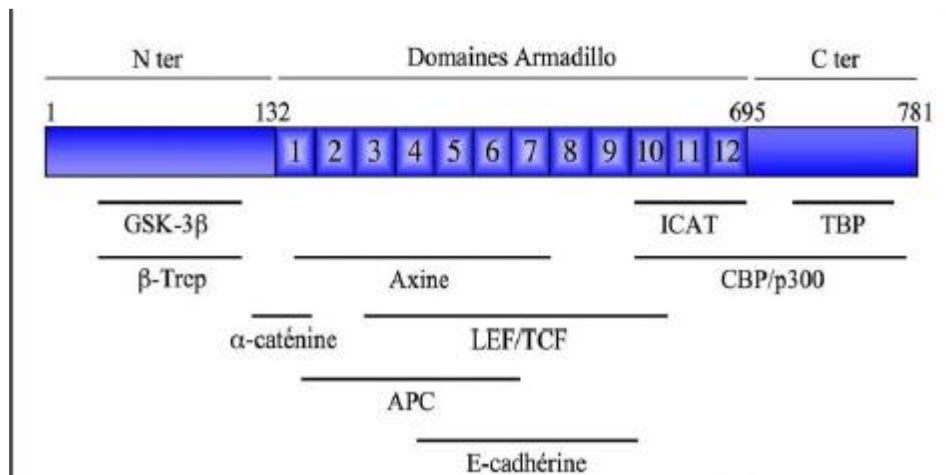 N ter Domaines Armadillo C ter
1 132 695 781
1 2 3 4 5 6 7 8 9 10 11 12
GSK-3β ICAT TBP
β-Trcp Axine CBP/p300
α-caténine LEF/TCF
APC
E-cadhérine